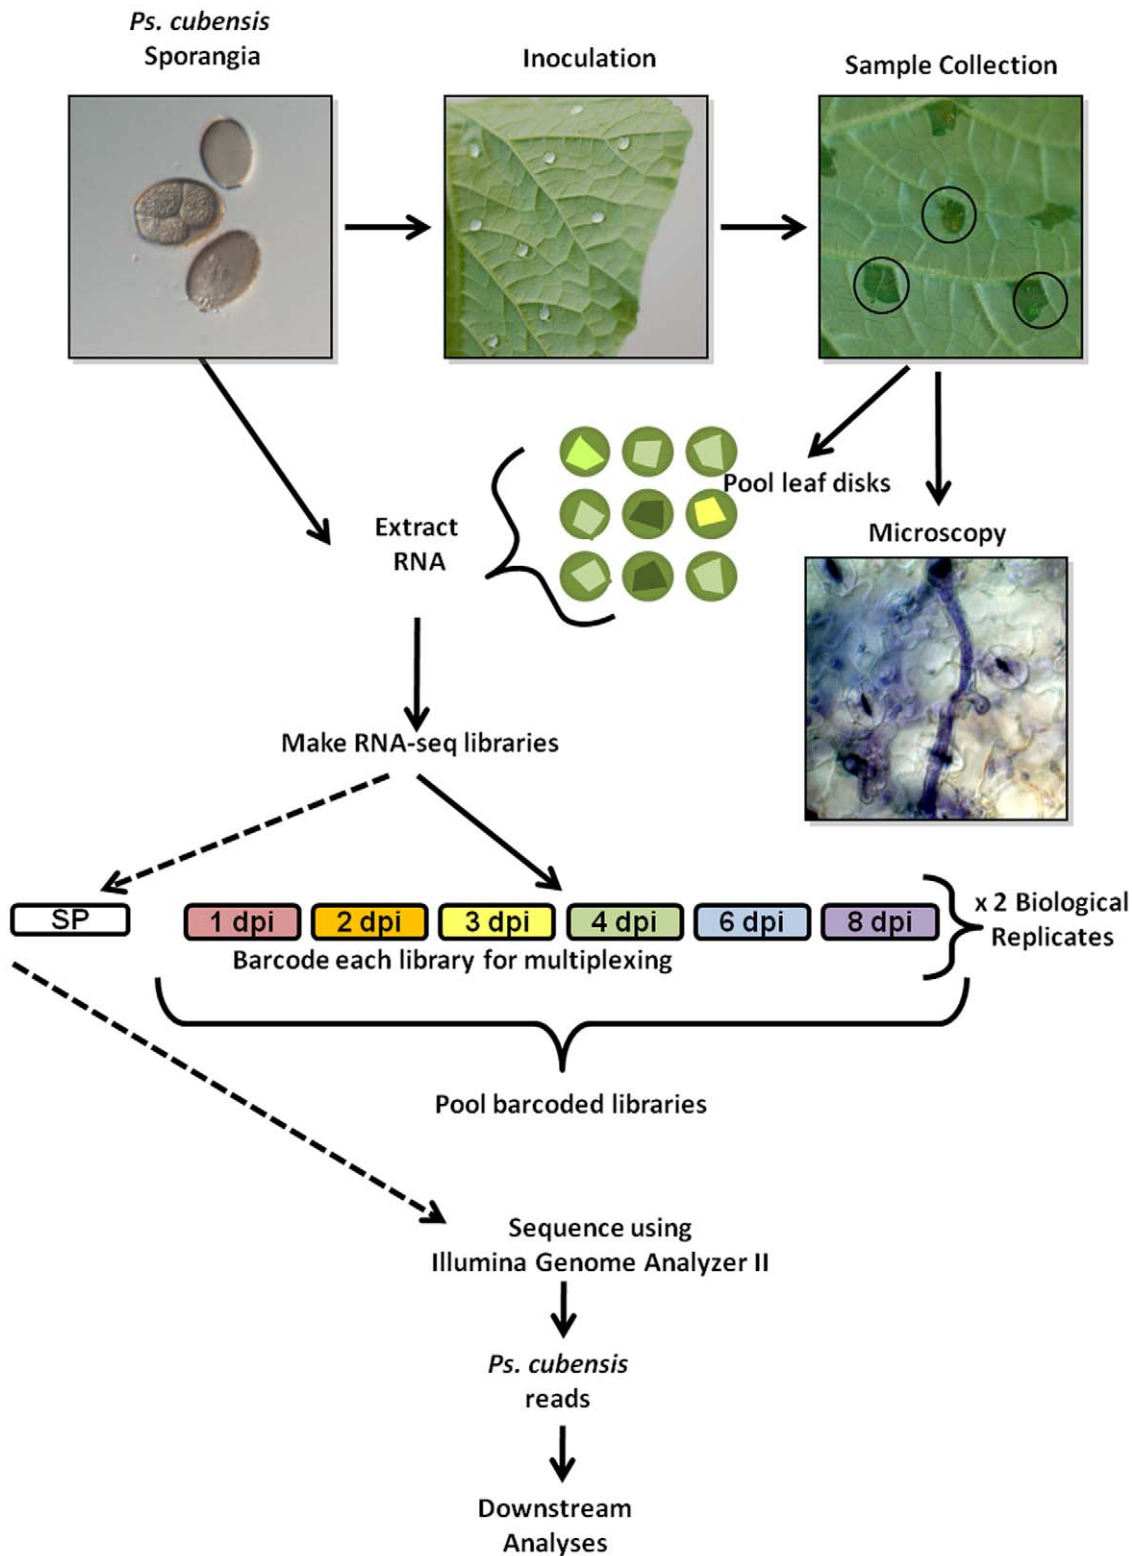 Ps. cubensis
Sporangia
Inoculation
Sample Collection
Pool leaf disks
Extract
RNA
Microscopy
Make RNA-seq libraries
SP
1 dpi
2 dpi
3 dpi
4 dpi
6 dpi
8 dpi
x 2 Biological
Replicates
Barcode each library for multiplexing
Pool barcoded libraries
Sequence using
Illumina Genome Analyzer II
Ps. cubensis
reads
Downstream
Analyses